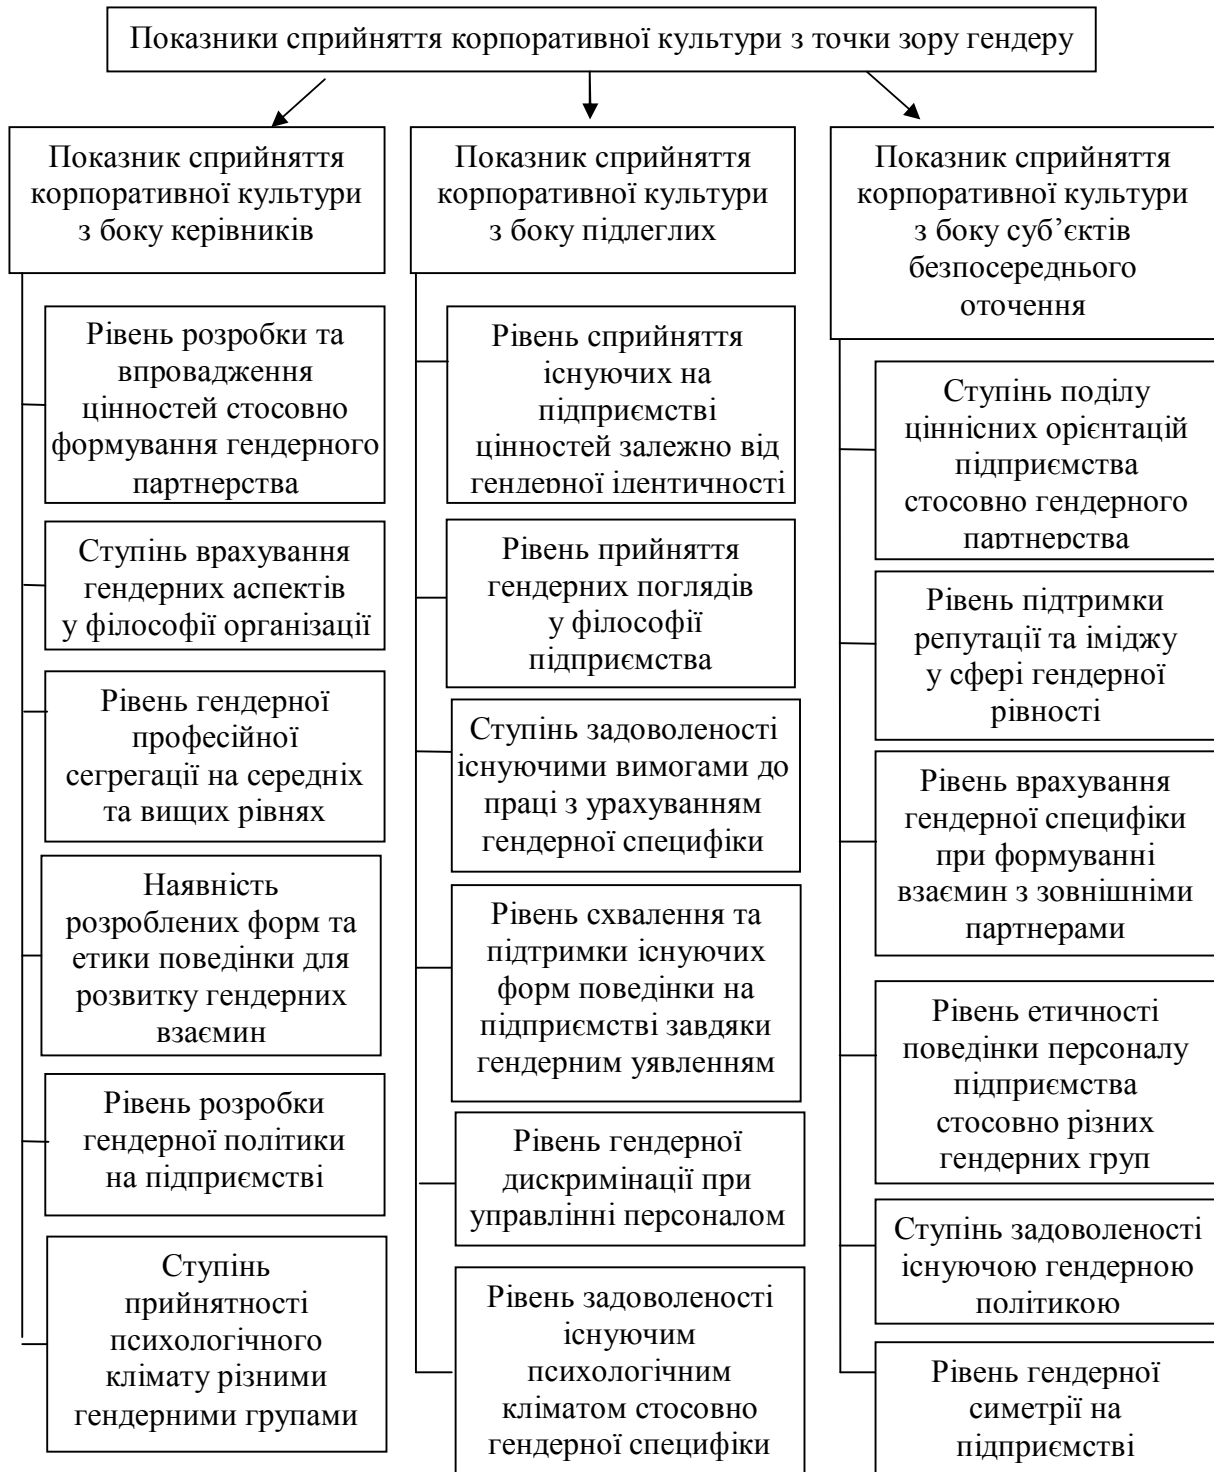 Показники сприйняття корпоративної культури з точки зору гендеру
Показник сприйняття
корпоративної культури
з боку керівників
Рівень розробки та
впровадження
цінностей стосовно
формування гендерного
партнерства
Ступінь врахування
гендерних аспектів
у філософії організації
Рівень гендерної
професійної
сегрегації на середніх
та вищих рівнях
Наявність
розроблених форм та
етики поведінки для
розвитку гендерних
взаємин
Рівень розробки
гендерної політики
на підприємстві
Ступінь
прийнятності
психологічного
клімату різними
гендерними групами
Показник сприйняття
корпоративної культури
з боку підлеглих
Рівень сприйняття
існуючих на
підприємстві
цінностей залежно від
гендерної ідентичності
Рівень прийняття
гендерних поглядів
у філософії
підприємства
Ступінь задоволеності
існуючими вимогами до
праці з урахуванням
гендерної специфіки
Рівень схвалення та
підтримки існуючих
форм поведінки на
підприємстві завдяки
гендерним уявленням
Рівень гендерної
дискримінації при
управлінні персоналом
Рівень задоволеності
існуючим
психологічним
кліматом стосовно
гендерної специфіки
Показник сприйняття
корпоративної культури
з боку суб’єктів
безпосереднього
оточення
Ступінь поділу
ціннісних орієнтацій
підприємства
стосовно гендерного
партнерства
Рівень підтримки
репутації та іміджу
у сфері гендерної
рівності
Рівень врахування
гендерної специфіки
при формуванні
взаємин з зовнішніми
партнерами
Рівень етичності
поведінки персоналу
підприємства
стосовно різних
гендерних груп
Ступінь задоволеності
існуючою гендерною
політикою
Рівень гендерної
симетрії на
підприємстві